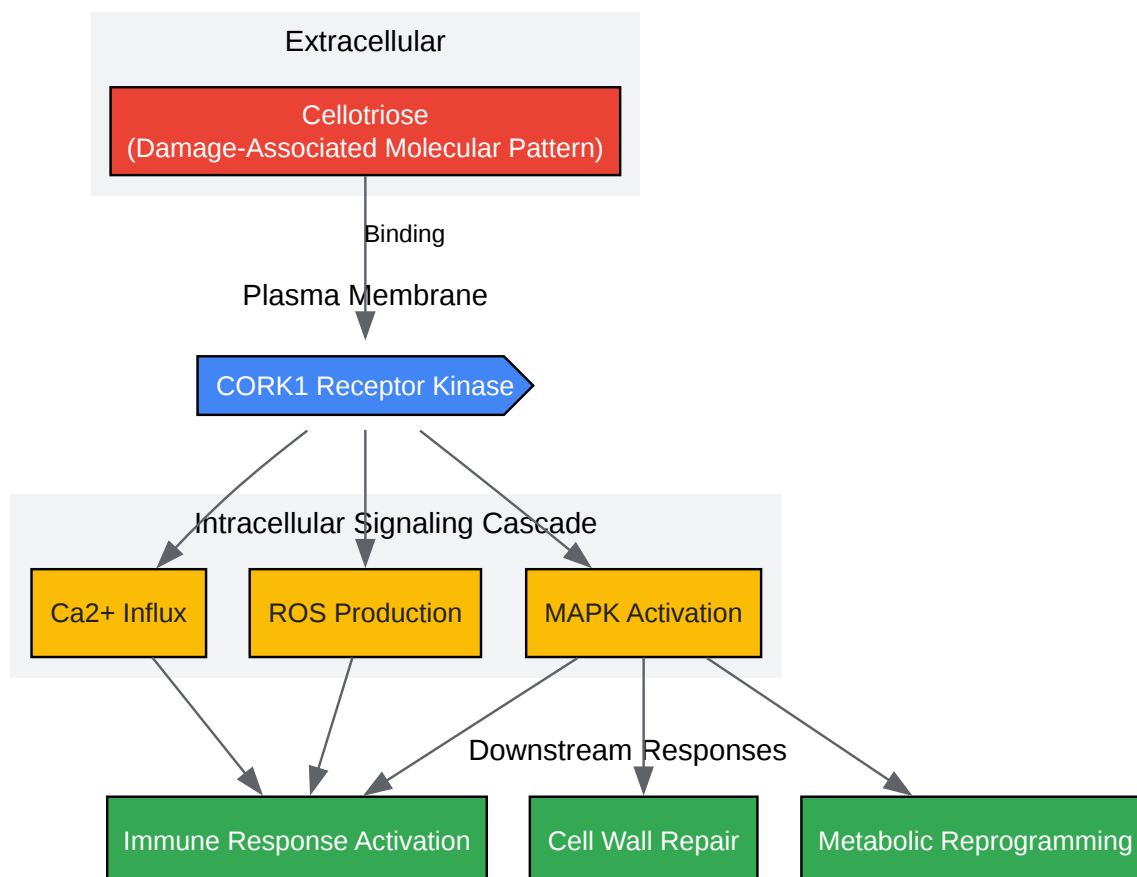 Extracellular
Cellotriose
(Damage-Associated Molecular Pattern)
Binding
Plasma Membrane
CORK1 Receptor Kinase
Intracellular Signaling Cascade
Ca2+ Influx
ROS Production
MAPK Activation
Downstream Responses
Immune Response Activation
Cell Wall Repair
Metabolic Reprogramming